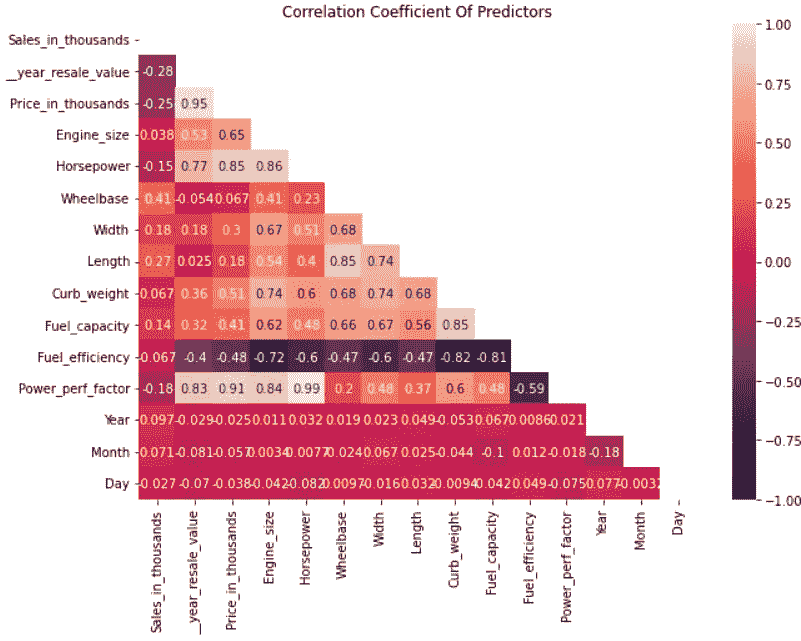 Correlation Coefficient Of Predictors
Sales_in_thousands
__year_resale_value -0.28
Price_in_thousands -0.25 0.95
Engine_size 0.038 0.53 0.65
Horsepower -0.15 0.77 0.85 0.86
Wheelbase 0.41 -0.054 0.067 0.41 0.23
Width 0.18 0.18 0.3 0.67 0.51 0.68
Length 0.27 0.025 0.18 0.54 0.4 0.85 0.74
Curb_weight 0.067 0.36 0.51 0.74 0.6 0.68 0.74 0.68
Fuel_capacity 0.14 0.32 0.41 0.62 0.48 0.66 0.67 0.56 0.85
Fuel_efficiency -0.067 -0.4 -0.48 -0.72 -0.6 -0.47 -0.6 -0.47 -0.82 -0.81
Power_perf_factor -0.18 0.83 0.91 0.84 0.99 0.2 0.48 0.37 0.6 0.48 -0.59
Year 0.097 -0.029 -0.025 0.011 0.032 0.019 0.023 0.049 -0.053 0.067 0.0086 0.021
Month 0.071 -0.081 -0.057 0.0034 0.0077 -0.024 0.067 0.025 -0.044 -0.1 0.012 -0.018 -0.18
Day -0.027 -0.07 -0.038 -0.042 -0.082 0.0097 -0.016 0.032 0.0094 -0.042 0.049 -0.075 0.077 -0.0032
Sales_in_thousands
__year_resale_value
Price_in_thousands
Engine_size
Horsepower
Wheelbase
Width
Length
Curb_weight
Fuel_capacity
Fuel_efficiency
Power_perf_factor
Year
Month
Day
1.00
0.75
0.50
0.25
0.00
−0.25
−0.50
−0.75
−1.00